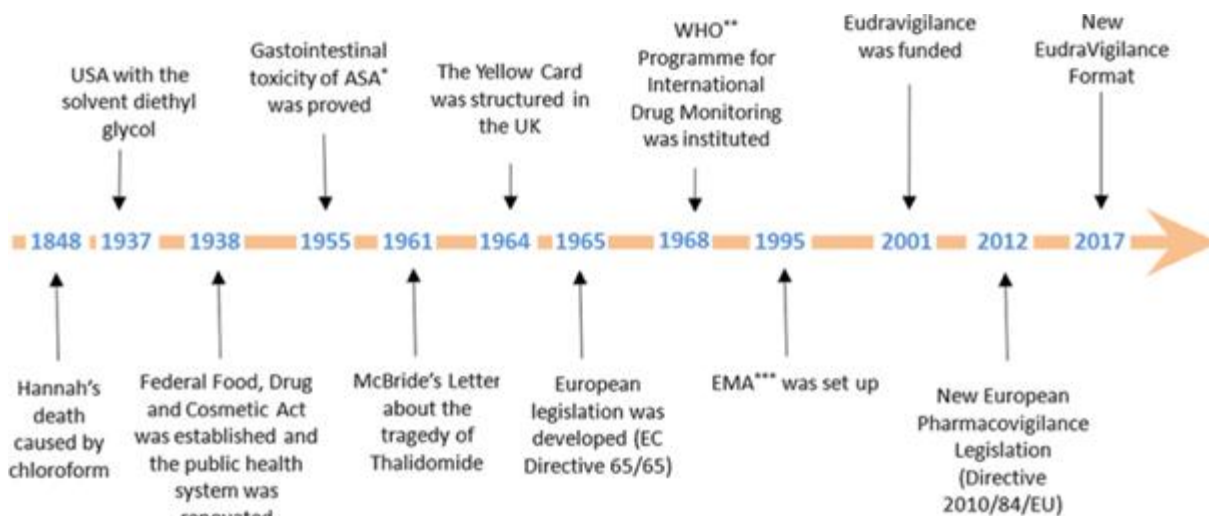 USA with the
solvent diethyl
glycol
Gastointestinal
toxicity of ASA*
was proved
The Yellow Card
was structured in
the UK
WHO**
Programme for
International
Drug Monitoring
was instituted
Eudravigilance
was funded
New
EudraVigilance
Format
1848 1937 1938 1955 1961 1964 1965 1968 1995 2001 2012 2017
Hannah's
death
caused by
chloroform
Federal Food, Drug
and Cosmetic Act
was established and
the public health
system was
McBride's Letter
about the
tragedy of
Thalidomide
European
legislation was
developed (EC
Directive 65/65)
EMA*** was set up
New European
Pharmacovigilance
Legislation
(Directive
2010/84/EU)